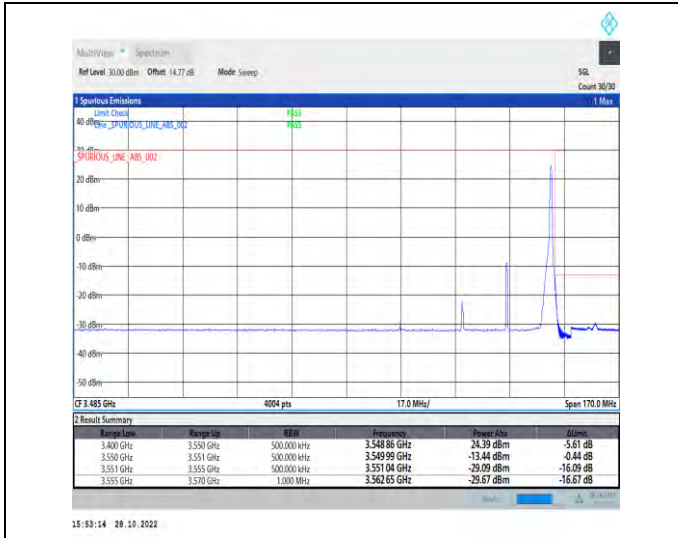 MultiView Spectrum
Ref Level 30.00 dBm Offset 14.77 dB Mode Sweep SGL
Count 30/30
1 Spurious Emissions 1 Max
Limit Check PASS
40 dBm
Line _SPURIOUS_LINE_ABS_002 PASS
_SPURIOUS_LINE_ABS_002
20 dBm
10 dBm
0 dBm
-10 dBm
-20 dBm
-30 dBm
-40 dBm
-50 dBm
CF 3.485 GHz 4004 pts 17.0 MHz/ Span 170.0 MHz
2 Result Summary
Range Low Range Up RBW Frequency Power Abs ΔLimit
3.400 GHz 3.550 GHz 500.000 kHz 3.548 86 GHz 24.39 dBm -5.61 dB
3.550 GHz 3.551 GHz 500.000 kHz 3.549 99 GHz -13.44 dBm -0.44 dB
3.551 GHz 3.555 GHz 500.000 kHz 3.551 04 GHz -29.09 dBm -16.09 dB
3.555 GHz 3.570 GHz 1.000 MHz 3.562 65 GHz -29.67 dBm -16.67 dB
15:53:14 28.10.2022